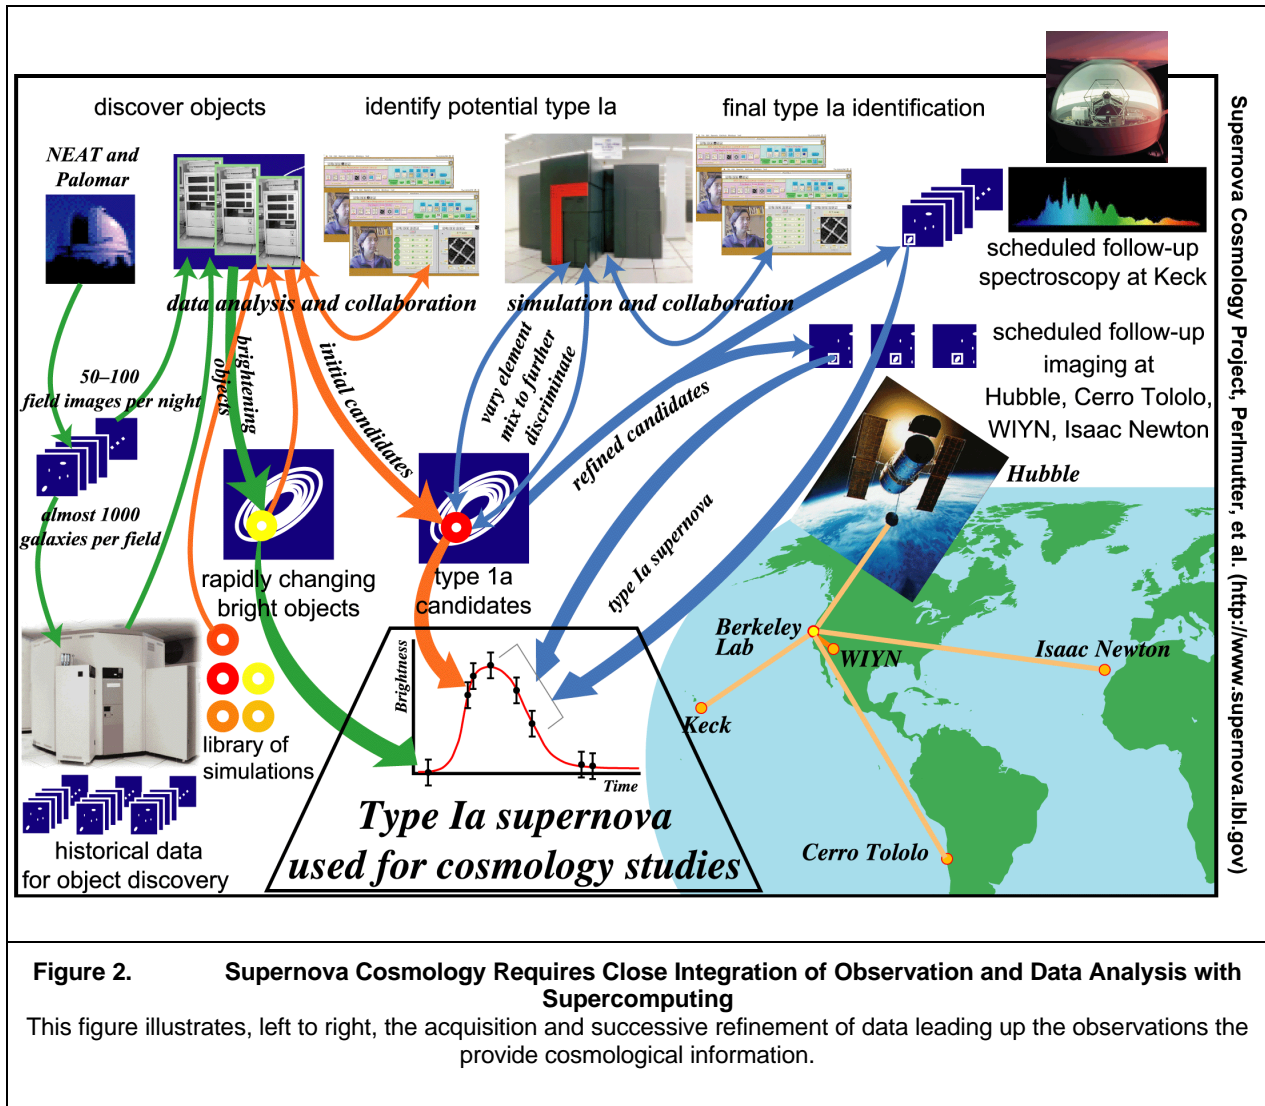 discover objects
identify potential type Ia
final type Ia identification
NEAT and
Palomar
data analysis and collaboration
simulation and collaboration
scheduled follow-up
spectroscopy at Keck
scheduled follow-up
imaging at
Hubble, Cerro Tololo,
WIYN, Isaac Newton
50–100
field images per night
brightening
objects
initial candidates
vary element
mix to further
discriminate
refined candidates
type Ia supernova
Hubble
almost 1000
galaxies per field
rapidly changing
bright objects
type 1a
candidates
Berkeley
Lab
WIYN
Isaac Newton
Keck
Cerro Tololo
library of
simulations
Brightness
Time
Type Ia supernova
used for cosmology studies
historical data
for object discovery
Supernova Cosmology Project, Perlmutter, et al. (http://www.supernova.lbl.gov)
Figure 2. Supernova Cosmology Requires Close Integration of Observation and Data Analysis with
Supercomputing
This figure illustrates, left to right, the acquisition and successive refinement of data leading up the observations the
provide cosmological information.